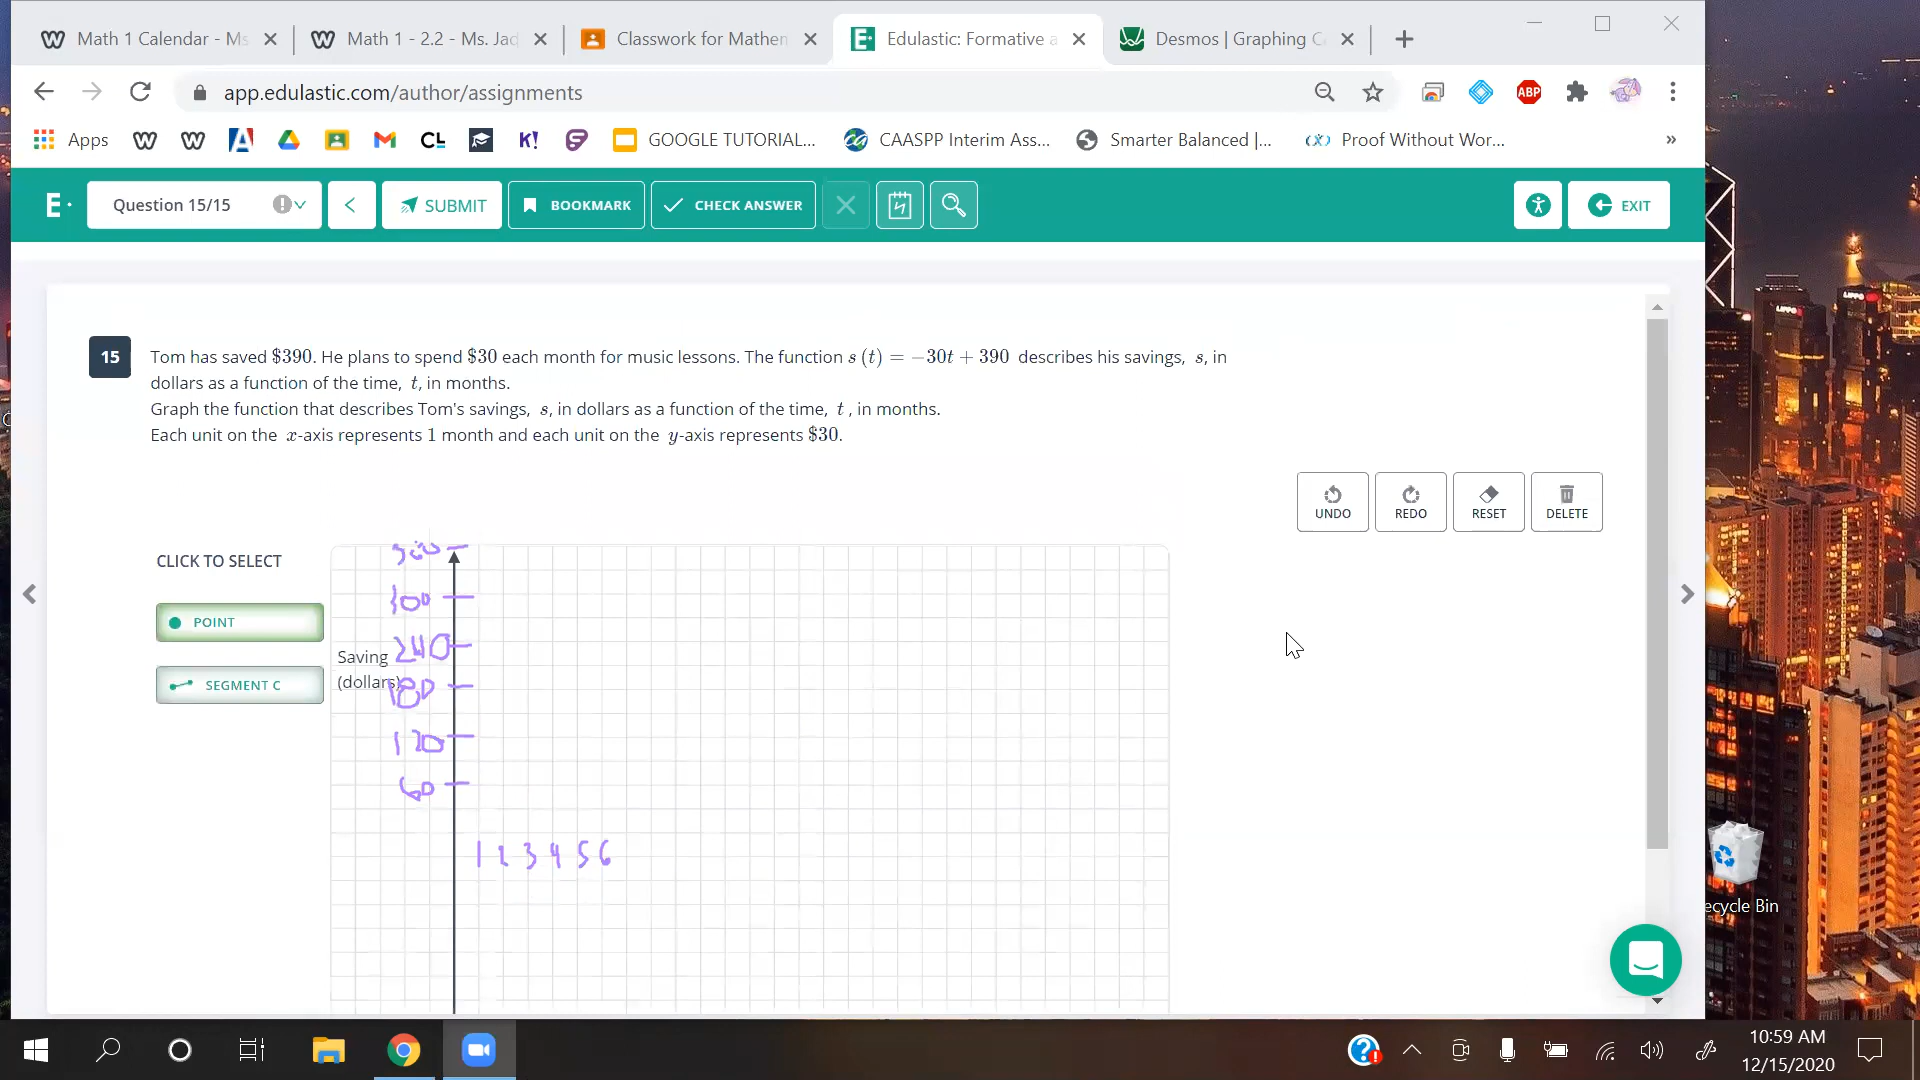 Math 1 Calendar - Ms
Math 1 - 2.2 - Ms. Jad
Classwork for Mathen
Edulastic: Formative a
Desmos | Graphing C
app.edulastic.com/author/assignments
ABP
Apps
CL
K!
GOOGLE TUTORIAL...
CAASPP Interim Ass...
Smarter Balanced |...
Proof Without Wor...
»
E
Question 15/15
SUBMIT
BOOKMARK
CHECK ANSWER
EXIT
15
Tom has saved $390. He plans to spend $30 each month for music lessons. The function s (t) = −30t + 390 describes his savings, s, in
dollars as a function of the time, t, in months.
Graph the function that describes Tom's savings, s, in dollars as a function of the time, t , in months.
Each unit on the x-axis represents 1 month and each unit on the y-axis represents $30.
UNDO
REDO
RESET
DELETE
CLICK TO SELECT
POINT
SEGMENT C
Saving
(dollars)
300
240
180
120
60
1 2 3 4 5 6
LIPPO
LIPPO
ecycle Bin
10:59 AM
12/15/2020